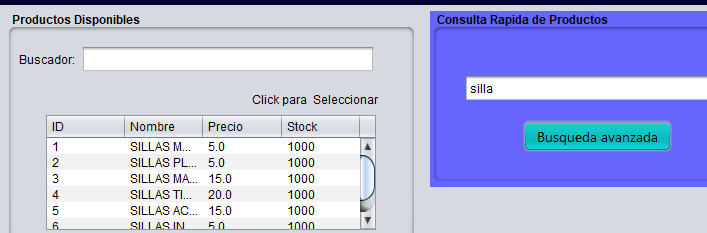 Productos Disponibles
Buscador:
Click para Seleccionar
ID Nombre Precio Stock
1 SILLAS M... 5.0 1000
2 SILLAS PL... 5.0 1000
3 SILLAS MA... 15.0 1000
4 SILLAS TI... 20.0 1000
5 SILLAS AC... 15.0 1000
6 SILLAS IN... 5.0 1000
Consulta Rapida de Productos
silla
Busqueda avanzada